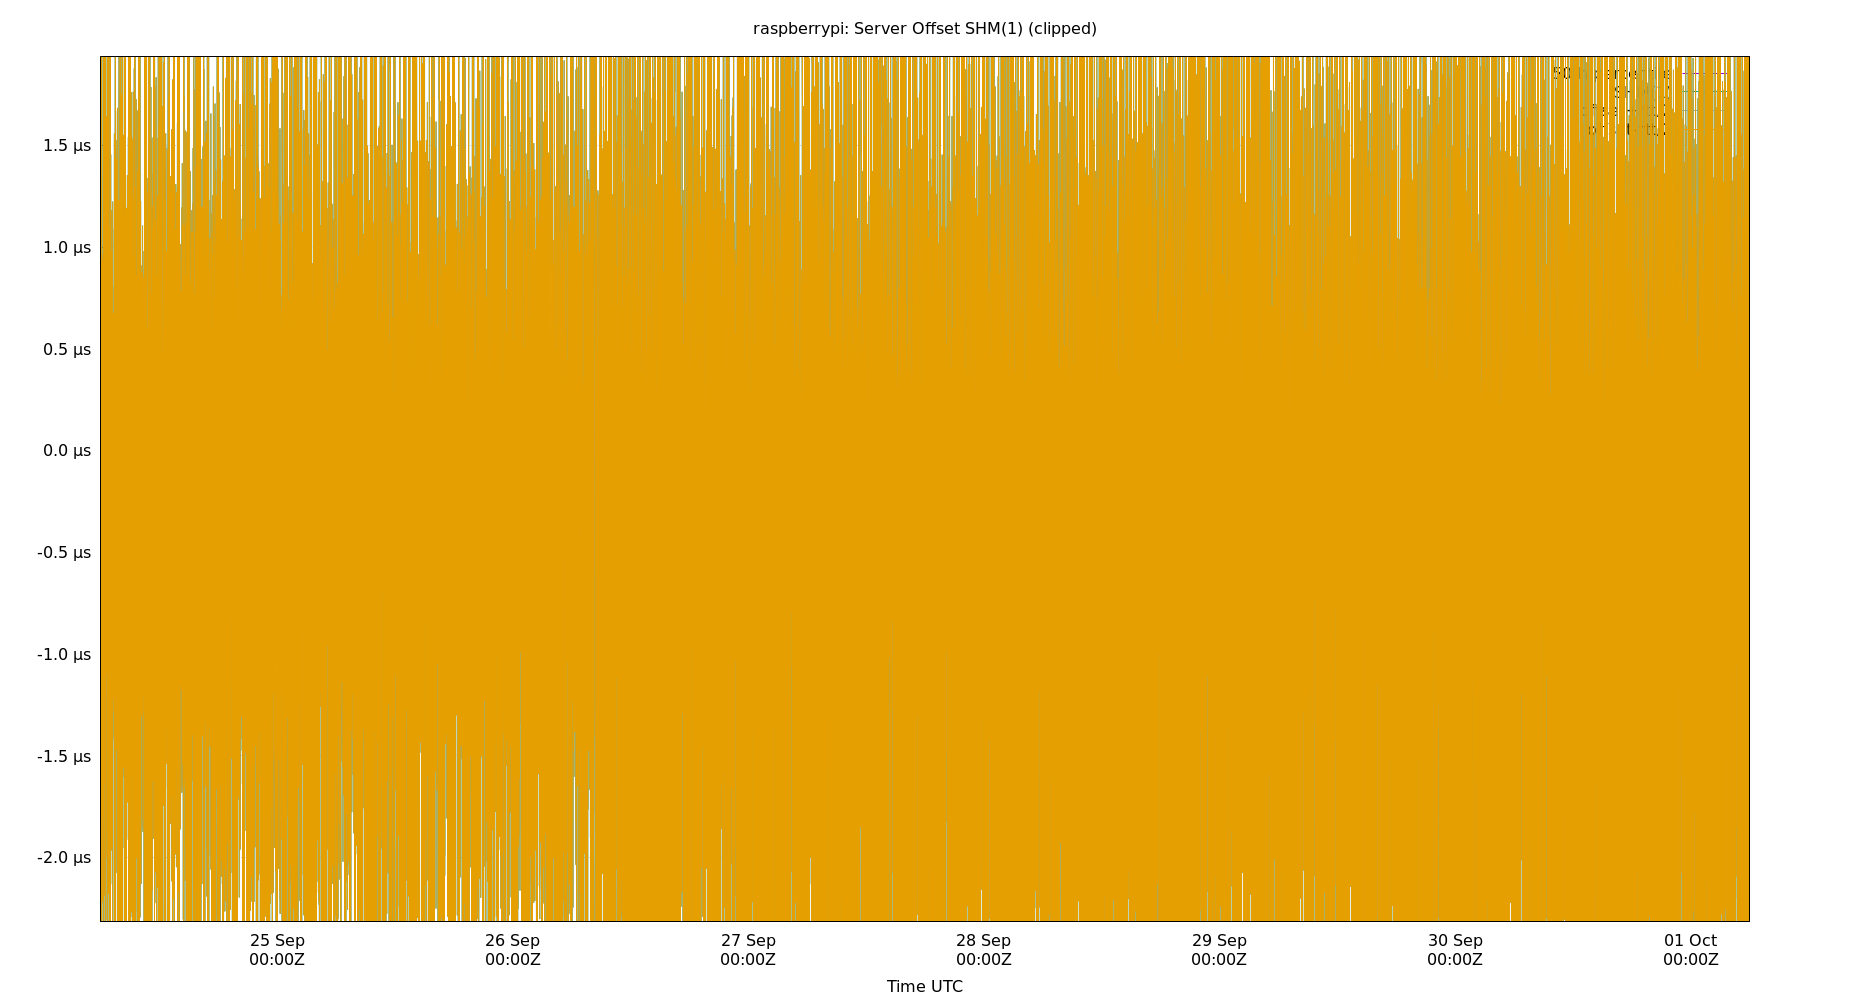 raspberrypi: Server Offset SHM(1) (clipped)
1.5 µs
1.0 µs
0.5 µs
0.0 µs
-0.5 µs
-1.0 µs
-1.5 µs
-2.0 µs
25 Sep 26 Sep 27 Sep 28 Sep 29 Sep 30 Sep 01 Oct
00:00Z 00:00Z 00:00Z 00:00Z 00:00Z 00:00Z 00:00Z
Time UTC